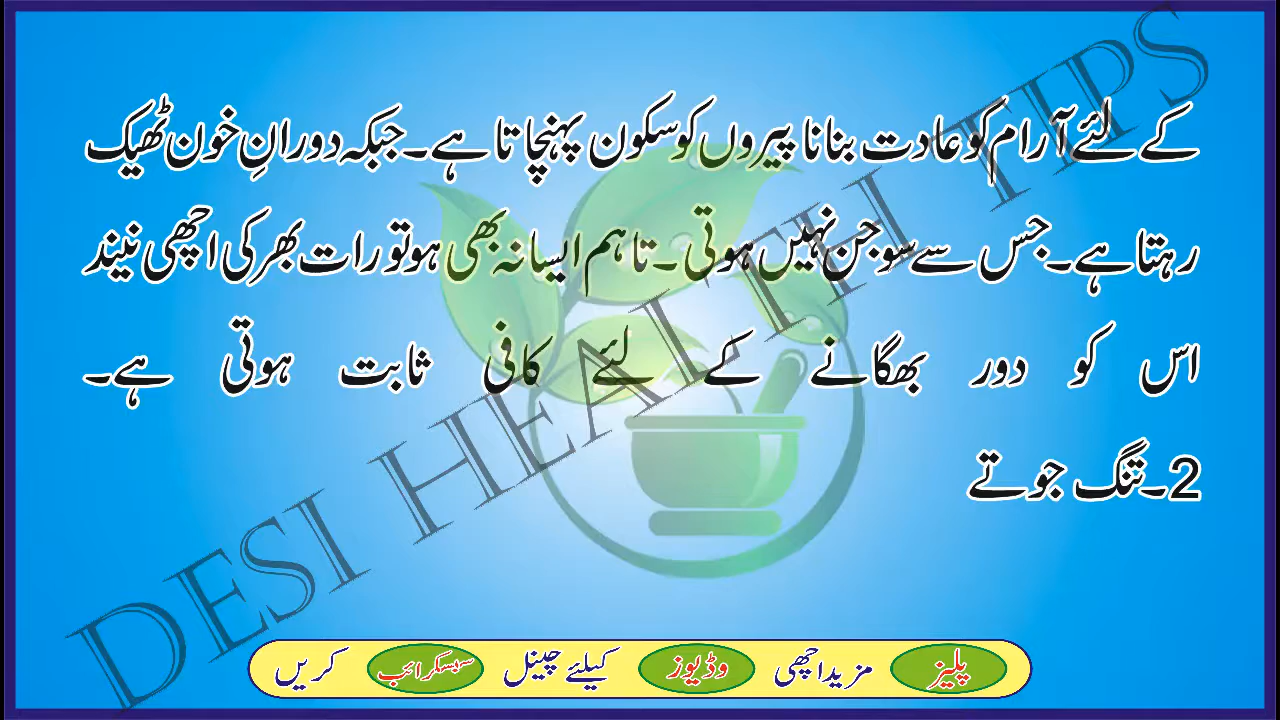 کے لئے آرام کو عادت بنانا پیروں کو سکون پہنچاتا ہے۔ جبکہ دورانِ خون ٹھیک
رہتا ہے۔ جس سے سوجن نہیں ہوتی۔ تاہم ایسا نہ بھی ہو تو رات بھر کی اچھی نیند
اس کو دور بھگانے کے لئے کافی ثابت ہوتی ہے۔
2۔ تنگ جوتے
DESI HEALTH TIPS
پلیز مزید اچھی وڈیوز کیلئے چینل سبسکرائب کریں